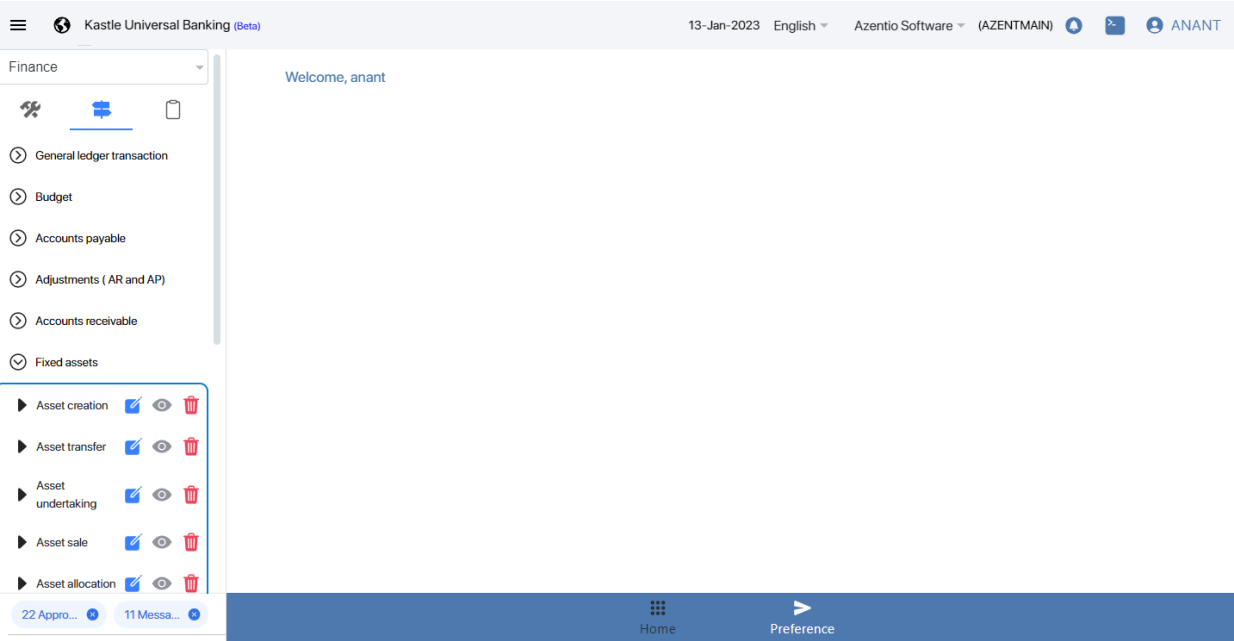 Kastle Universal Banking (Beta)
13-Jan-2023 English Azentio Software (AZENTMAIN) ANANT
Finance
Welcome, anant
General ledger transaction
Budget
Accounts payable
Adjustments ( AR and AP)
Accounts receivable
Fixed assets
Asset creation
Asset transfer
Asset
undertaking
Asset sale
Asset allocation
22 Appro... 11 Messa...
Home Preference